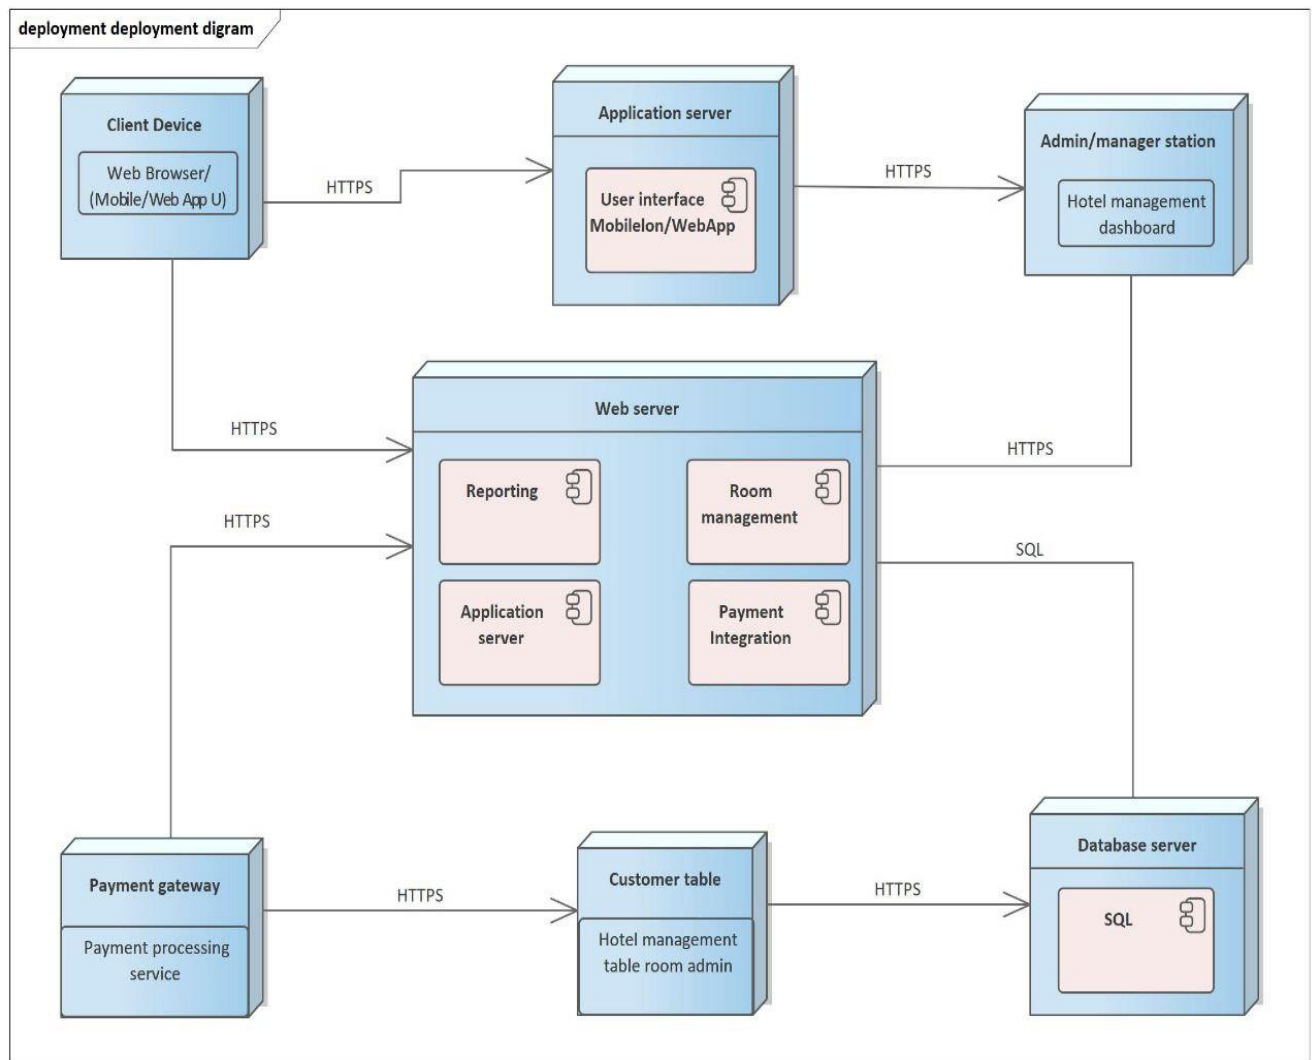 deployment deployment digram
Client Device
Web Browser/
(Mobile/Web App U)
HTTPS
Application server
User interface
Mobilelon/WebApp
HTTPS
Admin/manager station
Hotel management
dashboard
HTTPS
Web server
Reporting
Room
management
Application
server
Payment
Integration
HTTPS
HTTPS
SQL
Payment gateway
Payment processing
service
HTTPS
Customer table
Hotel management
table room admin
HTTPS
Database server
SQL